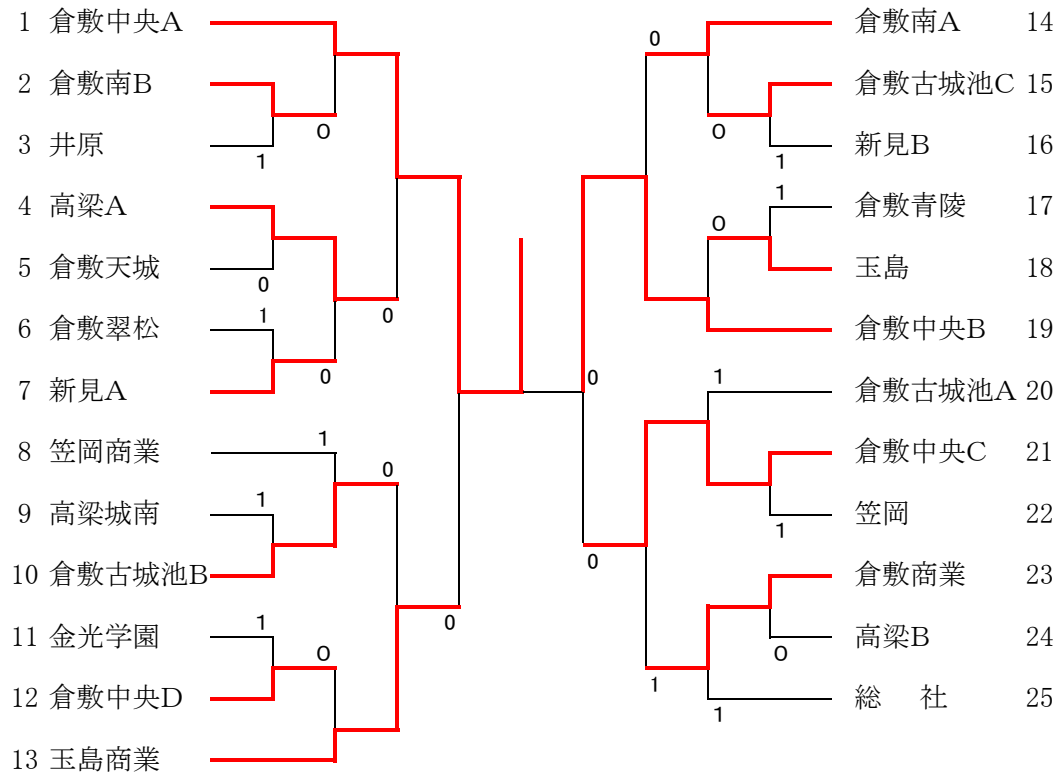 1 倉敷中央A
2 倉敷南B
0
3 井原
1
4 高梁A
5 倉敷天城
0
6 倉敷翠松
1
0
0
7 新見A
8 笠岡商業
1
0
9 高梁城南
1
10 倉敷古城池B
11 金光学園
1
0
0
12 倉敷中央D
13 玉島商業
0
倉敷南A 14
倉敷古城池C 15
0
新見B 16
1
1
倉敷青陵 17
0
玉島 18
倉敷中央B 19
0
1
倉敷古城池A 20
倉敷中央C 21
笠岡 22
1
0
倉敷商業 23
高梁B 24
0
1
総 社 25
1